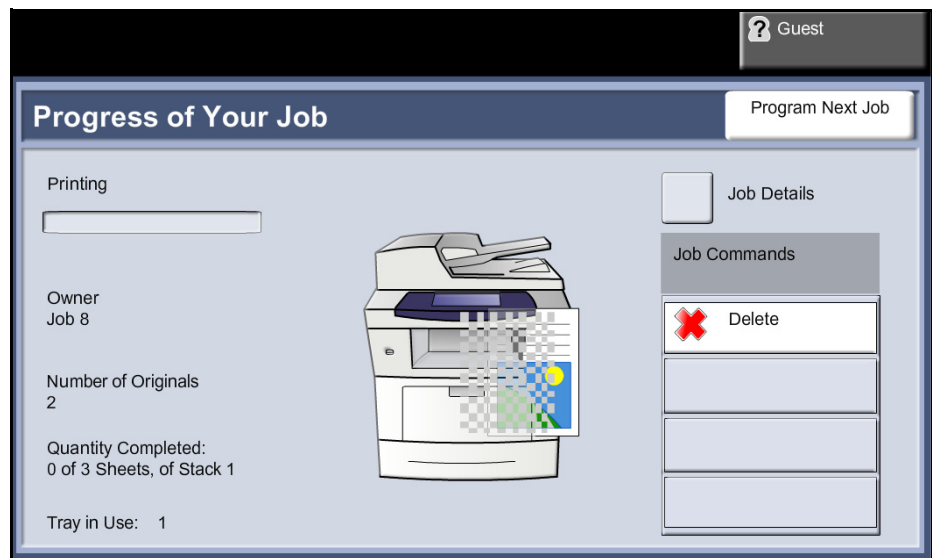 ? Guest
Progress of Your Job
Program Next Job
Printing
Job Details
Job Commands
Owner
Job 8
Delete
Number of Originals
2
Quantity Completed:
0 of 3 Sheets, of Stack 1
Tray in Use: 1